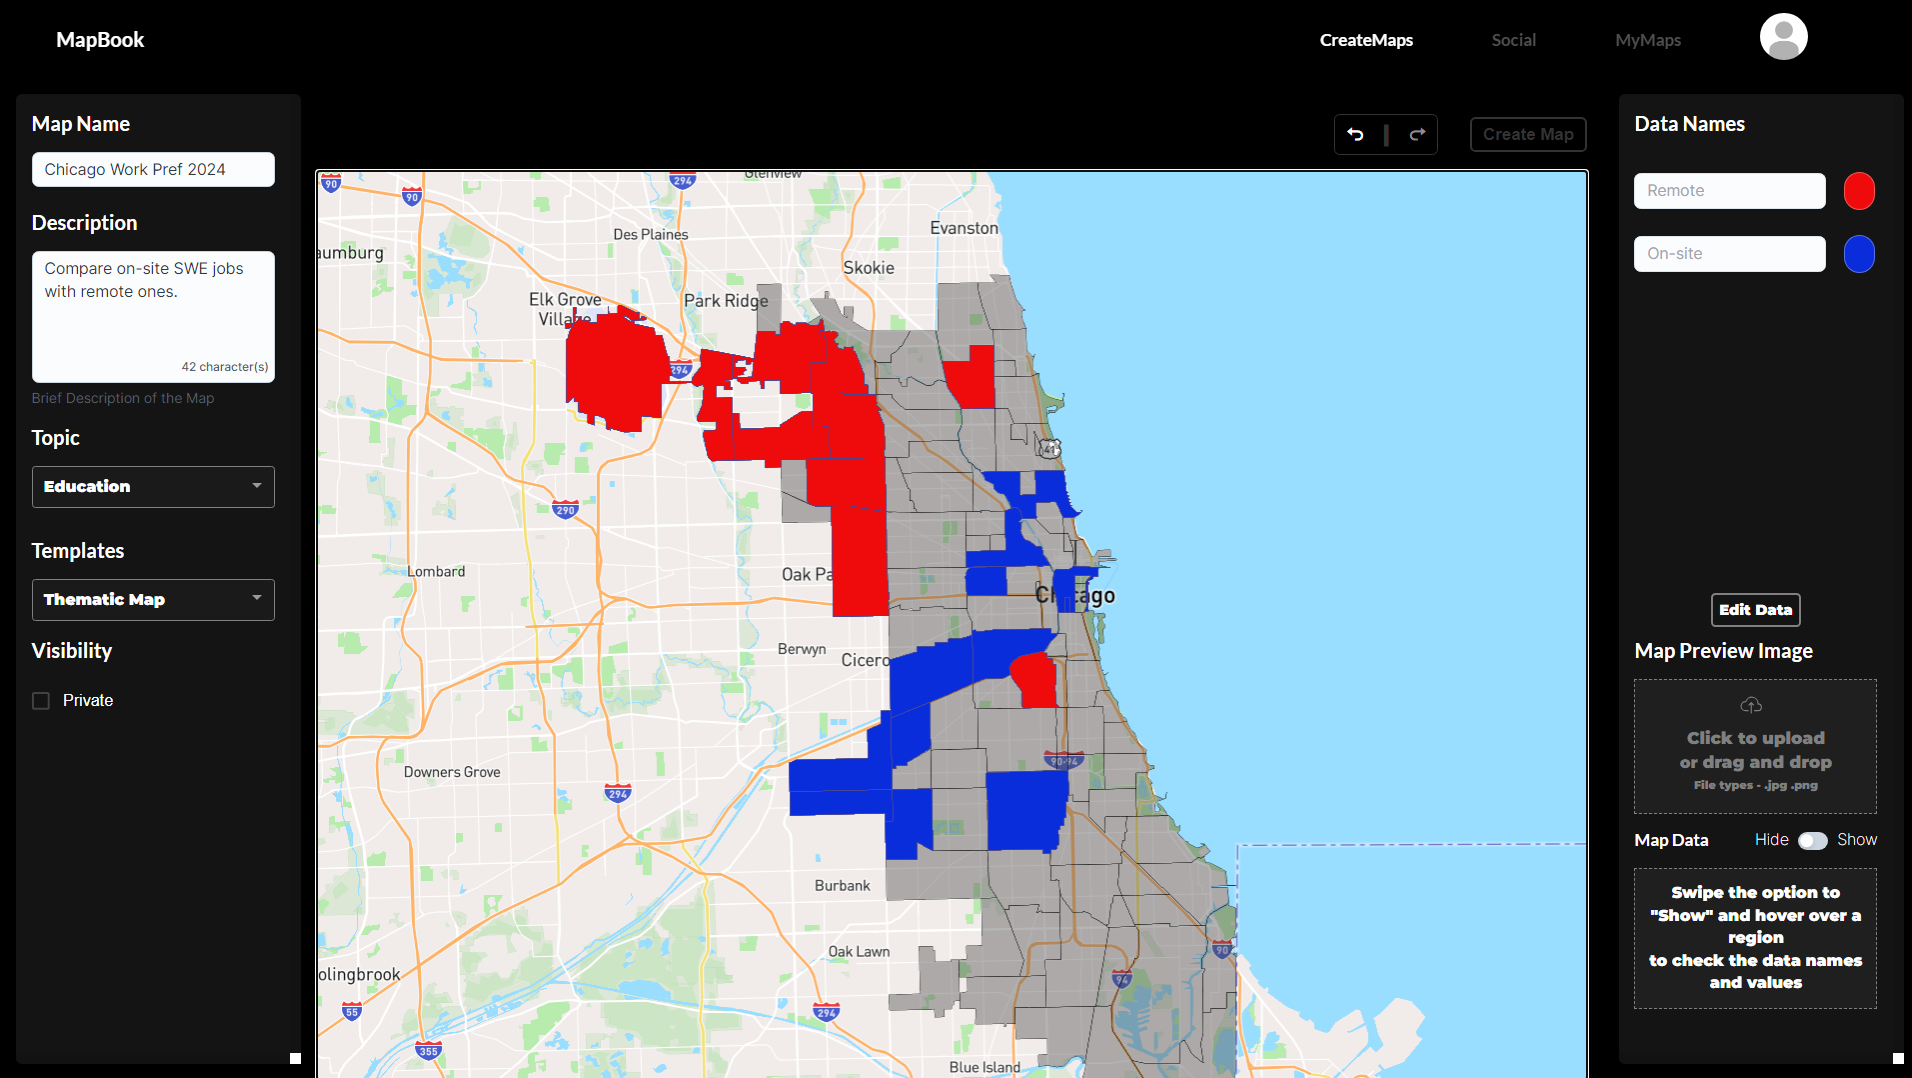 MapBook
CreateMaps
Social
MyMaps
Map Name
Chicago Work Pref 2024
Description
Compare on-site SWE jobs
with remote ones.
42 character(s)
Brief Description of the Map
Topic
Education
Templates
Thematic Map
Visibility
Private
Create Map
Glenview
90
90
294
Des Plaines
Evanston
aumburg
Skokie
Elk Grove
Village
Park Ridge
294
41
290
Lombard
Oak Pa
Chicago
Berwyn
Cicero
90-94
Downers Grove
294
Burbank
Oak Lawn
90
olingbrook
94
55
294
355
Blue Island
Data Names
Remote
On-site
Edit Data
Map Preview Image
Click to upload
or drag and drop
File types - .jpg .png
Map Data
Hide
Show
Swipe the option to
"Show" and hover over a
region
to check the data names
and values